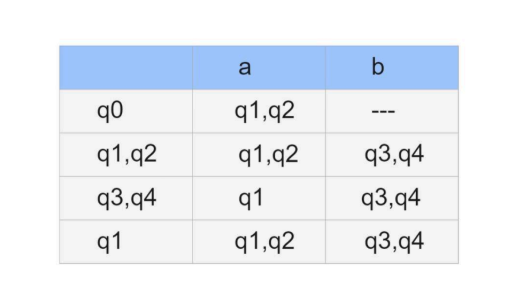 a b
q0 q1,q2 ---
q1,q2 q1,q2 q3,q4
q3,q4 q1 q3,q4
q1 q1,q2 q3,q4